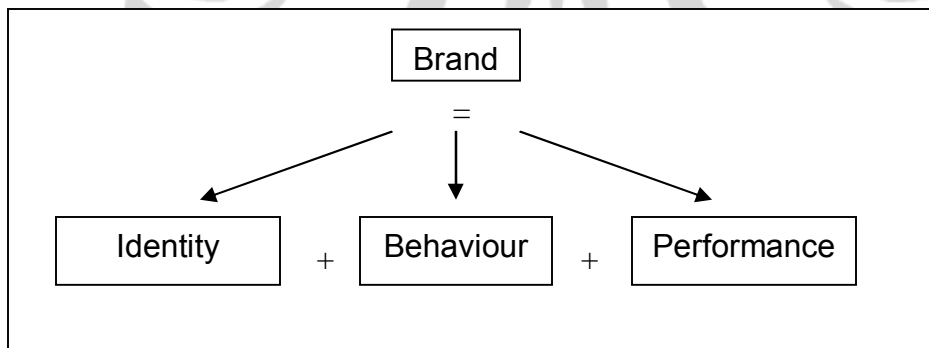 Brand
=
Identity + Behaviour + Performance